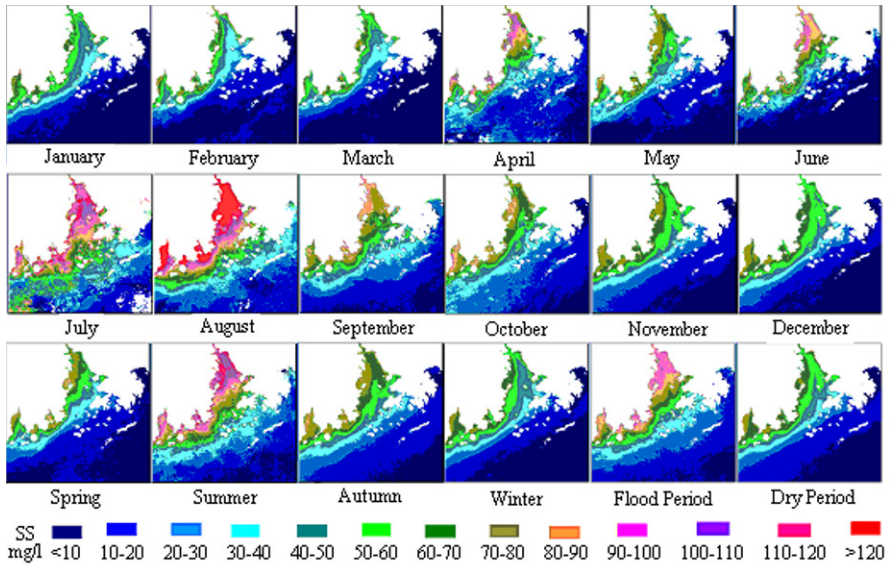 January February March April May June
July August September October November December
Spring Summer Autumn Winter Flood Period Dry Period
SS
mg/l <10 10-20 20-30 30-40 40-50 50-60 60-70 70-80 80-90 90-100 100-110 110-120 >120